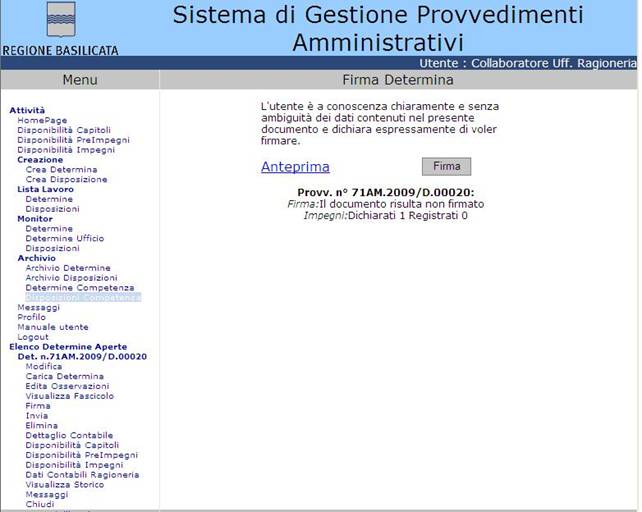 Sistema di Gestione Provvedimenti
Amministrativi
REGIONE BASILICATA
Utente : Collaboratore Uff. Ragioneria
Menu
Firma Determina
Attività
HomePage
Disponibilità Capitoli
Disponibilità PreImpegni
Disponibilità Impegni
Creazione
Crea Determina
Crea Disposizione
Lista Lavoro
Determine
Disposizioni
Monitor
Determine
Determine Ufficio
Disposizioni
Archivio
Archivio Determine
Archivio Disposizioni
Determine Competenza
Disposizioni Competenza
Messaggi
Profilo
Manuale utente
Logout
Elenco Determine Aperte
Det. n.71AM.2009/D.00020
Modifica
Carica Determina
Edita Osservazioni
Visualizza Fascicolo
Firma
Invia
Elimina
Dettaglio Contabile
Disponibilità Capitoli
Disponibilità PreImpegni
Disponibilità Impegni
Dati Contabili Ragioneria
Visualizza Storico
Messaggi
Chiudi
L'utente è a conoscenza chiaramente e senza
ambiguità dei dati contenuti nel presente
documento e dichiara espressamente di voler
firmare.
Anteprima
Firma
Provv. n° 71AM.2009/D.00020:
Firma:Il documento risulta non firmato
Impegni:Dichiarati 1 Registrati 0